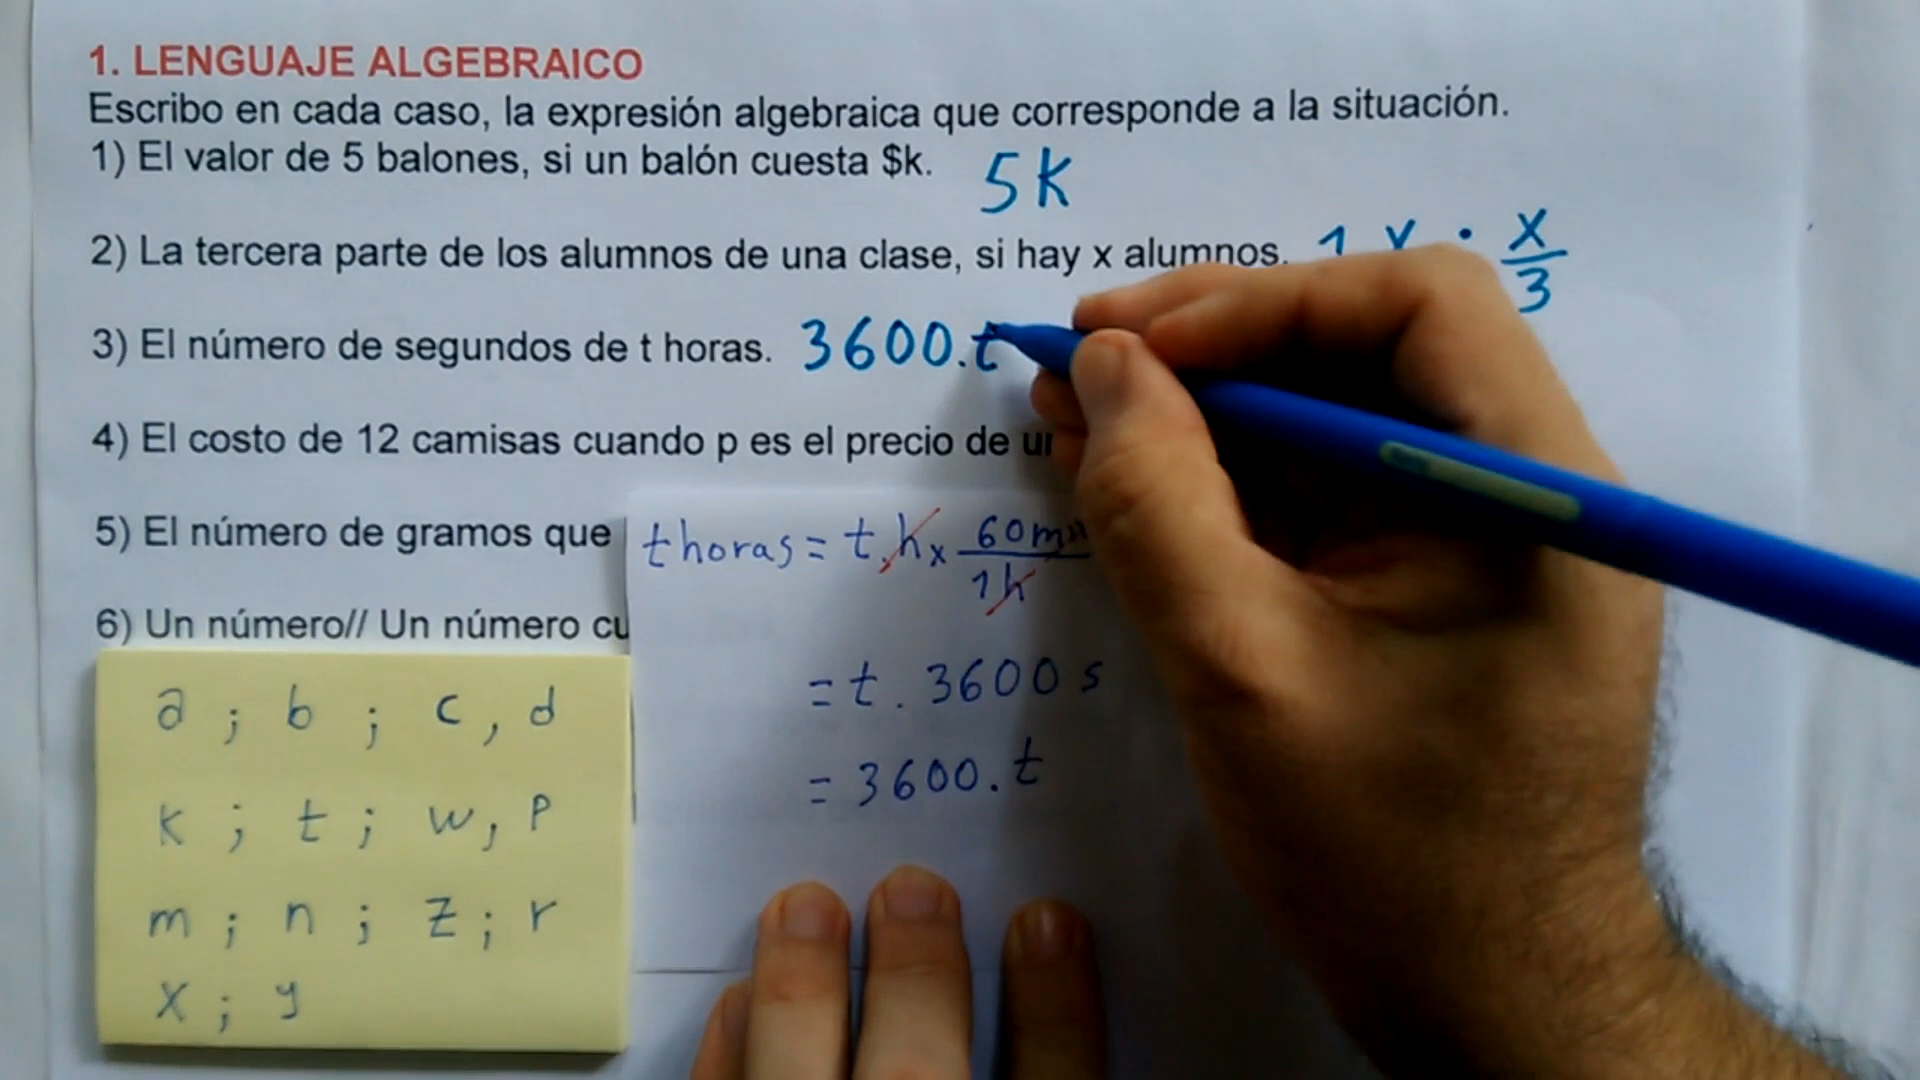 1. LENGUAJE ALGEBRAICO
Escribo en cada caso, la expresión algebraica que corresponde a la situación.
1) El valor de 5 balones, si un balón cuesta $k. 5k
2) La tercera parte de los alumnos de una clase, si hay x alumnos. 1 x · x/3
3) El número de segundos de t horas. 3600.t
4) El costo de 12 camisas cuando p es el precio de
5) El número de gramos que
6) Un número// Un número
t horas = t.h x 60 min / 1h
= t . 3600 s
= 3600.t
a ; b ; c , d
k ; t ; w , p
m ; n ; z ; r
x ; y